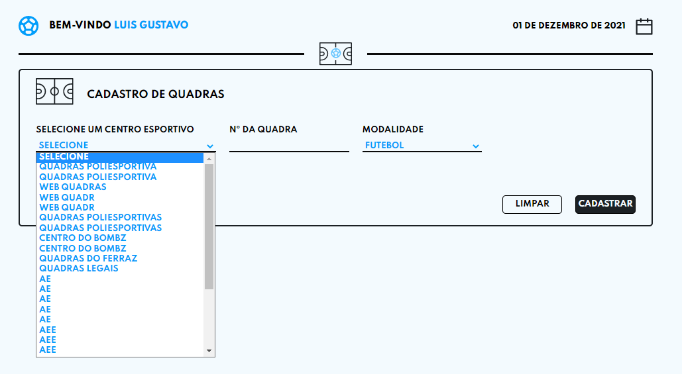 BEM-VINDO LUIS GUSTAVO
01 DE DEZEMBRO DE 2021
CADASTRO DE QUADRAS
SELECIONE UM CENTRO ESPORTIVO
Nº DA QUADRA
MODALIDADE
SELECIONE
FUTEBOL
SELECIONE
QUADRAS POLIESPORTIVA
QUADRAS POLIESPORTIVA
WEB QUADRAS
WEB QUADR
WEB QUADR
QUADRAS POLIESPORTIVAS
QUADRAS POLIESPORTIVAS
CENTRO DO BOMBZ
CENTRO DO BOMBZ
QUADRAS DO FERRAZ
QUADRAS LEGAIS
AE
AE
AE
AE
AE
AEE
AEE
AEE
LIMPAR
CADASTRAR